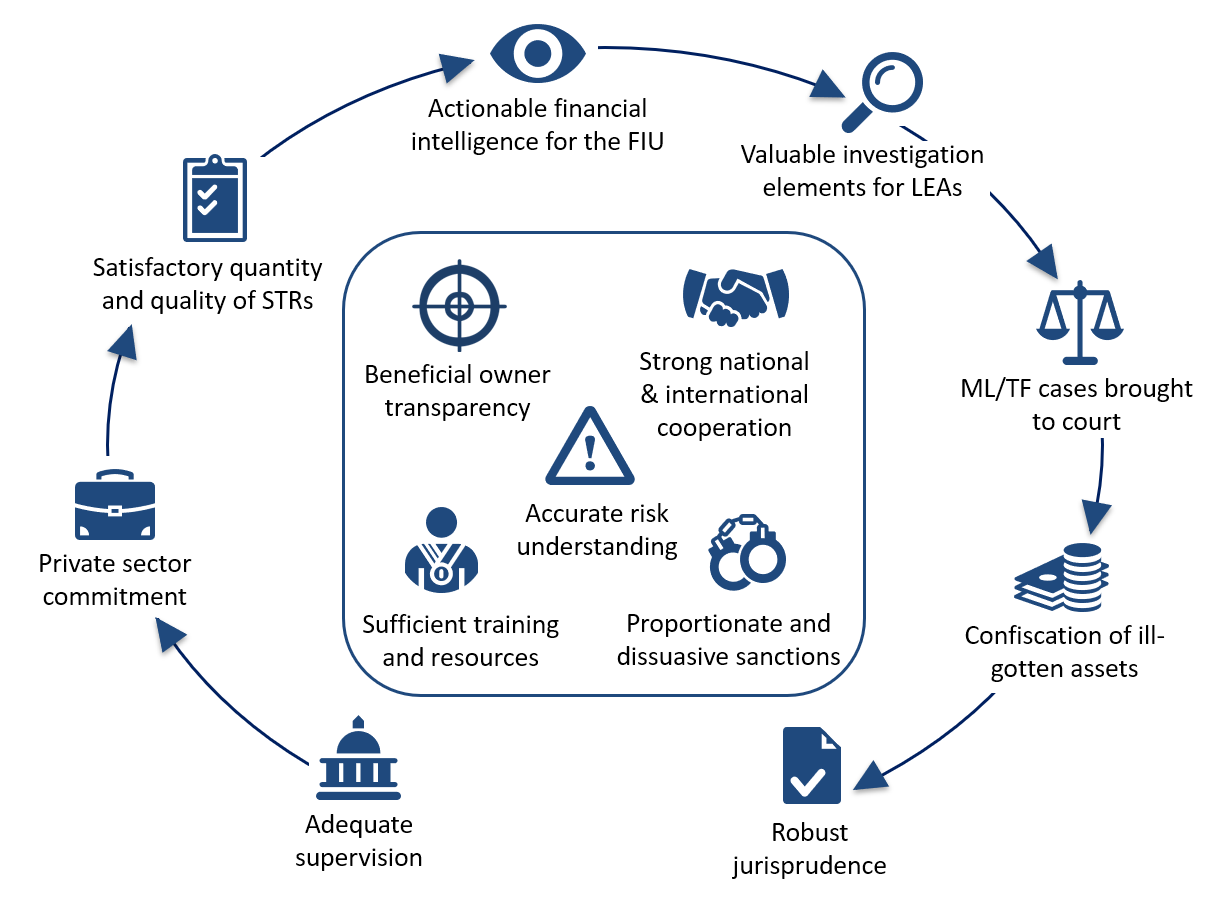 Actionable financial
intelligence for the FIU
Valuable investigation
elements for LEAs
Satisfactory quantity
and quality of STRs
ML/TF cases brought
to court
Beneficial owner
transparency
Strong national
& international
cooperation
Accurate risk
understanding
Sufficient training
and resources
Proportionate and
dissuasive sanctions
Private sector
commitment
Confiscation of ill-
gotten assets
Adequate
supervision
Robust
jurisprudence